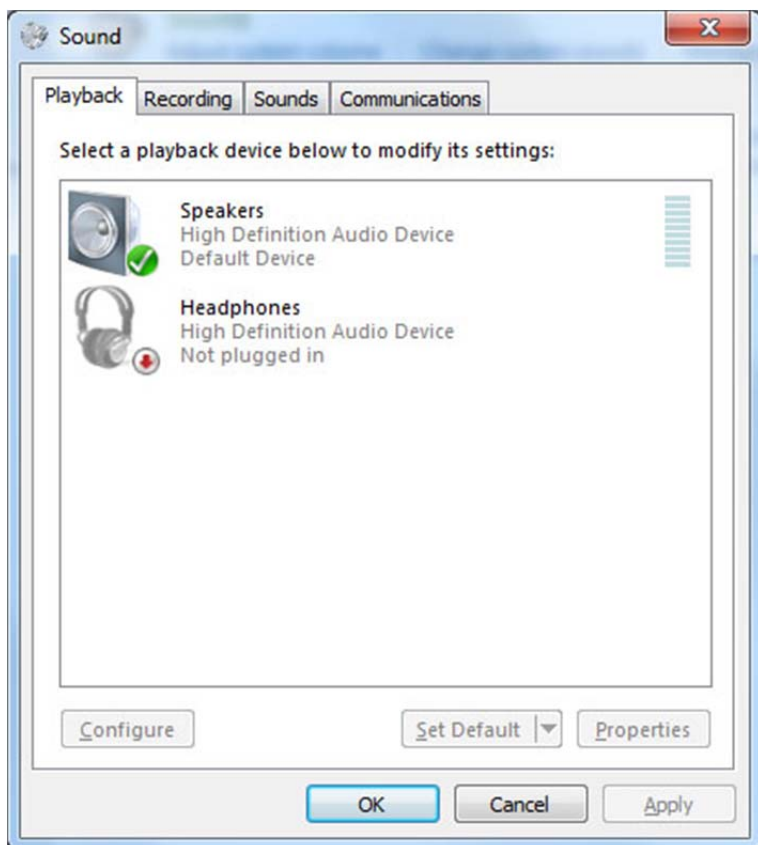 Sound
Playback Recording Sounds Communications
Select a playback device below to modify its settings:
Speakers
High Definition Audio Device
Default Device
Headphones
High Definition Audio Device
Not plugged in
Configure Set Default Properties
OK Cancel Apply